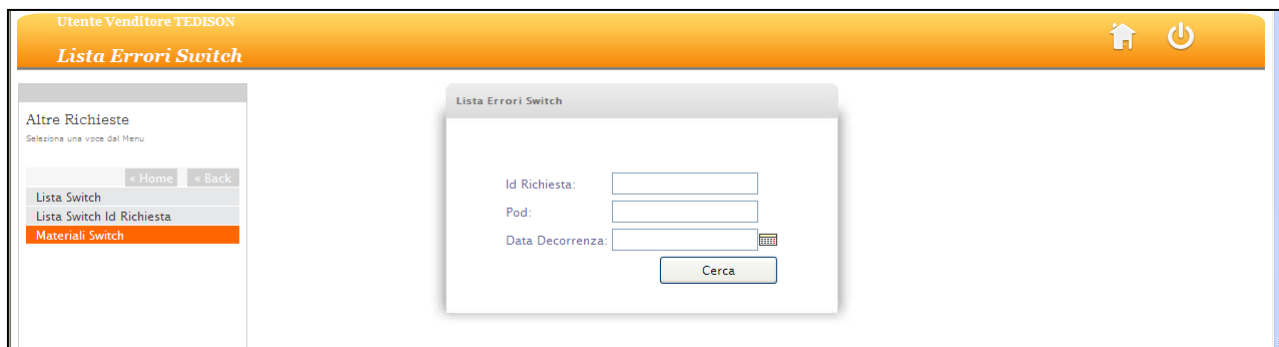 Utente Venditore TEDISON
Lista Errori Switch
Altre Richieste
Seleziona una voce dal Menu
« Home « Back
Lista Switch
Lista Switch Id Richiesta
Materiali Switch
Lista Errori Switch
Id Richiesta:
Pod:
Data Decorrenza:
Cerca